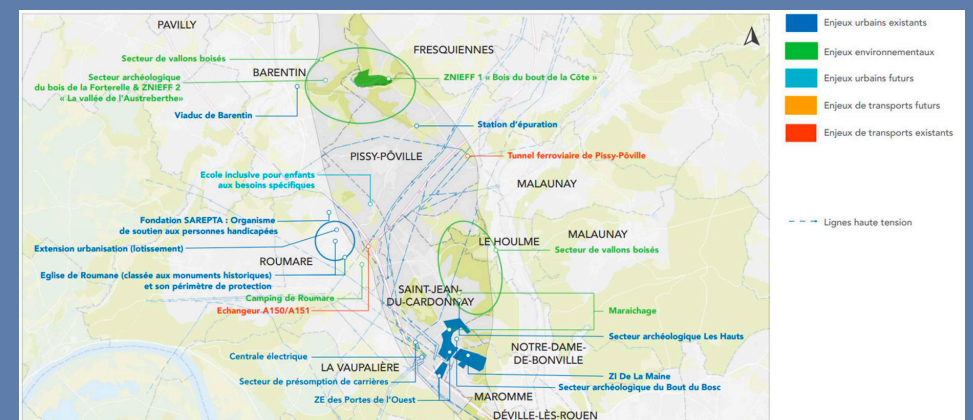 PAVILLY
FRESQUIENNES
Secteur de vallons boisés
BARENTIN
Secteur archéologique
du bois de la Forterelle & ZNIEFF 2
« La vallée de l'Austreberthe»
ZNIEFF 1 « Bois du bout de la Côte »
Viaduc de Barentin
Station d'épuration
PISSY-PÔVILLE
Tunnel ferroviaire de Pissy-Pôville
Ecole inclusive pour enfants
aux besoins spécifiques
MALAUNAY
Fondation SAREPTA : Organisme
de soutien aux personnes handicapées
MALAUNAY
LE HOULME
Extension urbanisation (lotissement)
Secteur de vallons boisés
ROUMARE
Eglise de Roumane (classée aux monuments historiques)
et son périmètre de protection
SAINT-JEAN-
DU-CARDONNAY
Camping de Roumare
Echangeur A150/A151
Maraichage
Secteur archéologique Les Hauts
NOTRE-DAME-
DE-BONVILLE
Centrale électrique
LA VAUPALIÈRE
ZI De La Maine
Secteur de présomption de carrières
Secteur archéologique du Bout du Bosc
MAROMME
ZE des Portes de l'Ouest
DÉVILLE-LÈS-ROUEN
Enjeux urbains existants
Enjeux environnementaux
Enjeux urbains futurs
Enjeux de transports futurs
Enjeux de transports existants
Lignes haute tension